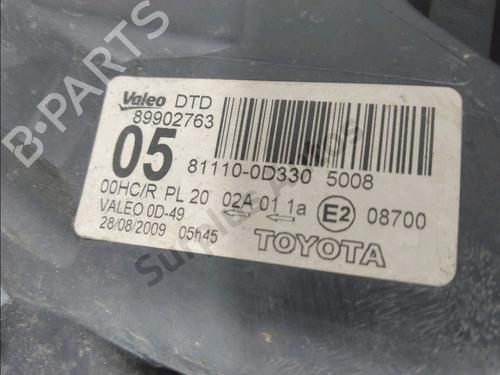 B-PARTS
Valeo DTD
89902763
05
81110-0D330 5008
00HC/R PL 20 02A 01 1a E2 08700
VALEO 0D-49
28/08/2009 05h45 TOYOTA